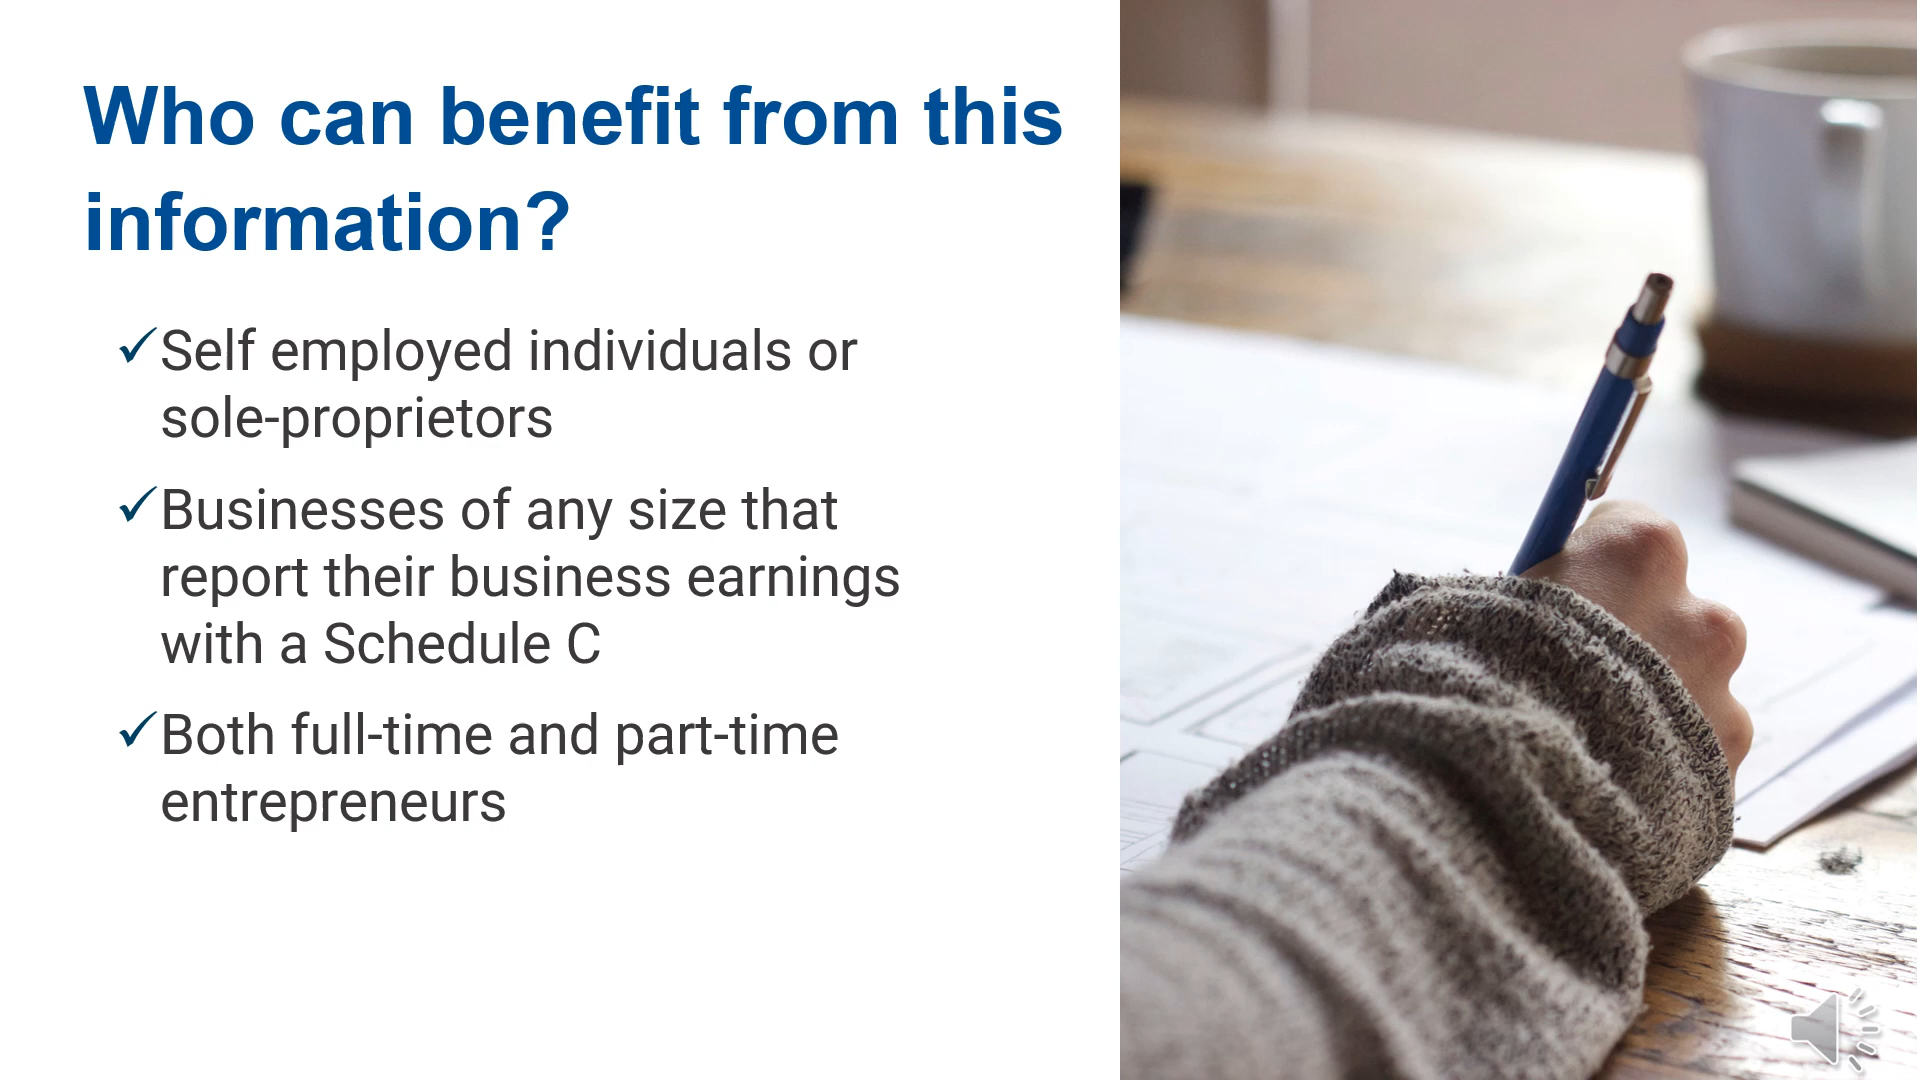 Who can benefit from this
information?
✓Self employed individuals or
sole-proprietors
✓Businesses of any size that
report their business earnings
with a Schedule C
✓Both full-time and part-time
entrepreneurs